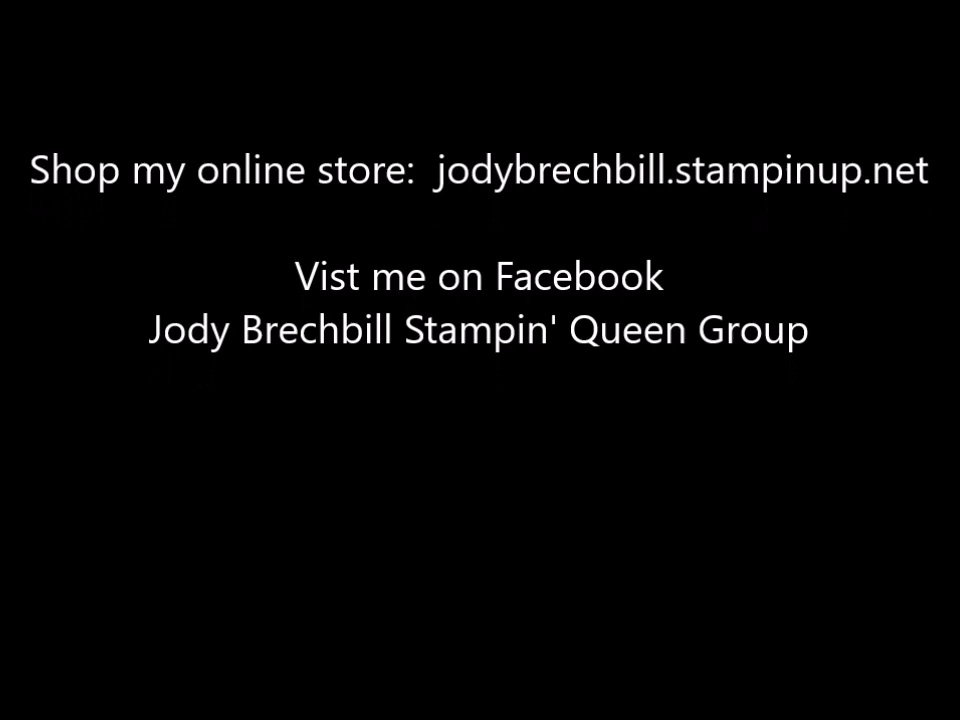 Shop my online store:  jodybrechbill.stampinup.net
Vist me on Facebook
Jody Brechbill Stampin' Queen Group